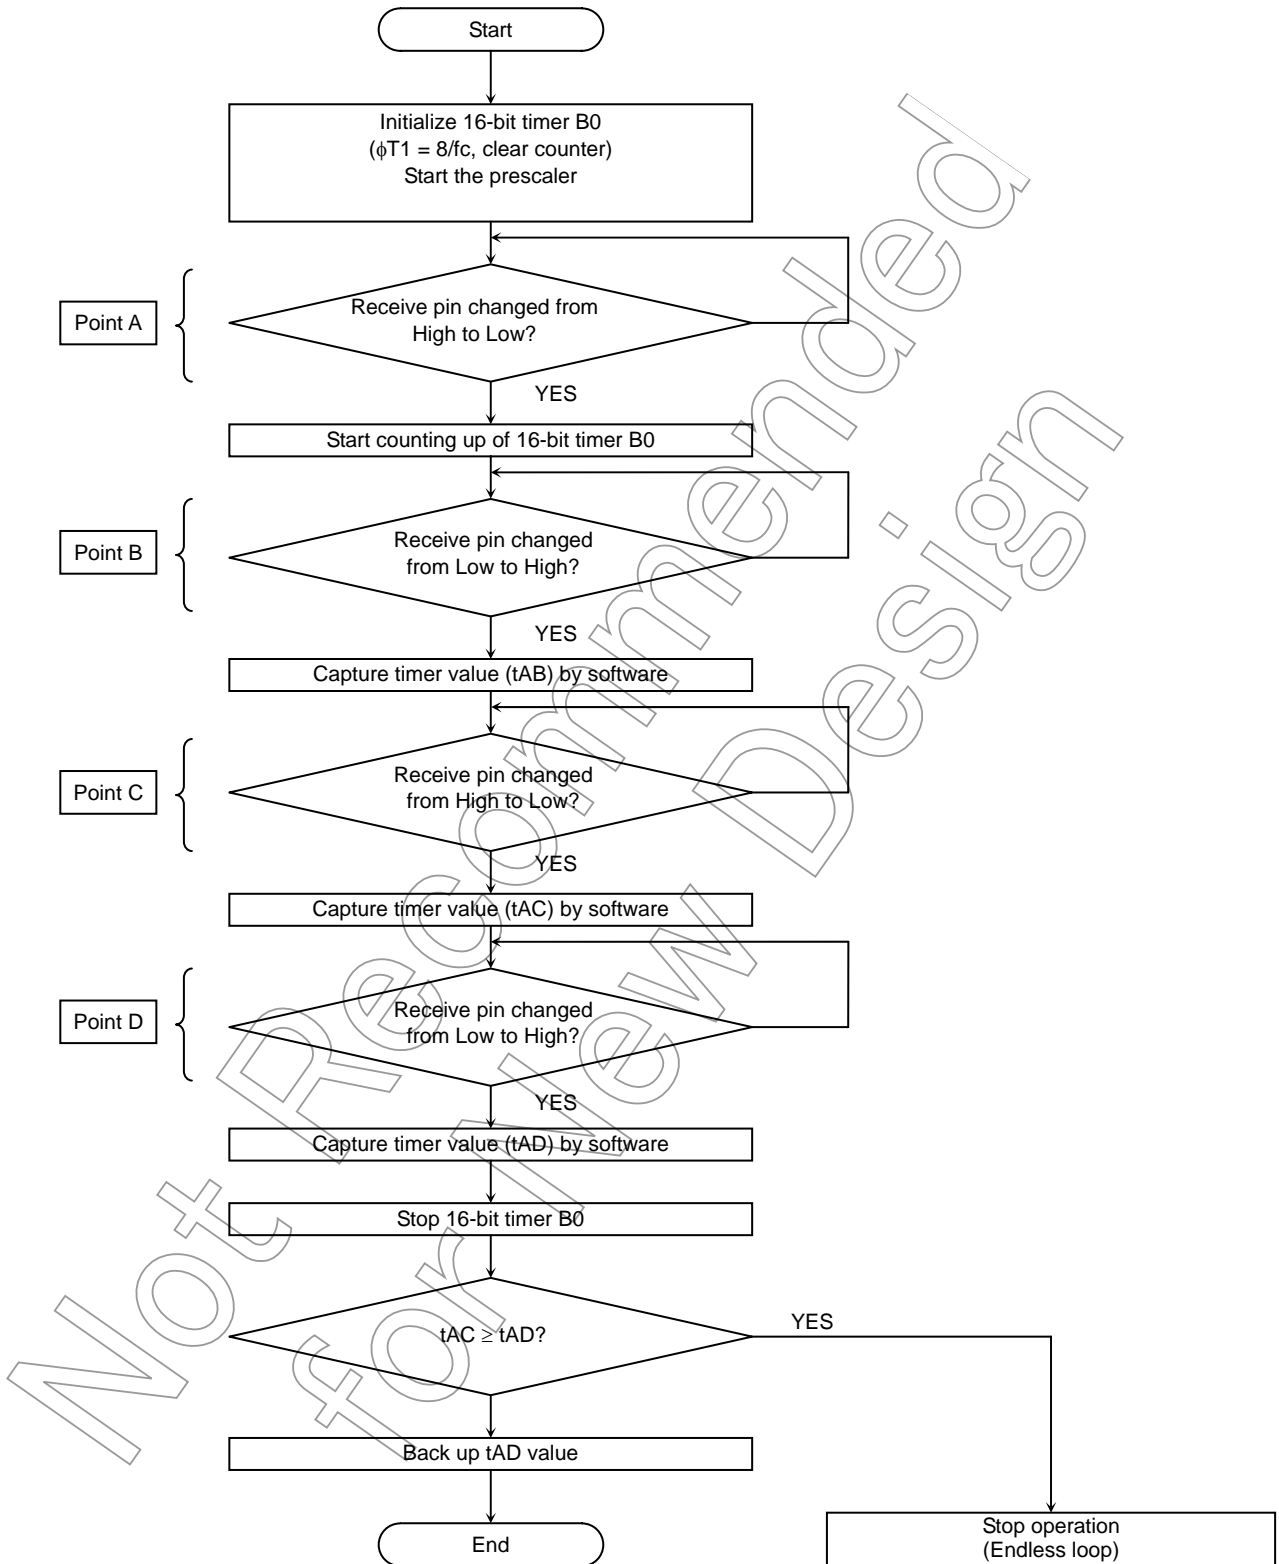 Start
Initialize 16-bit timer B0
(ϕT1 = 8/fc, clear counter)
Start the prescaler
Point A
Receive pin changed from
High to Low?
YES
Start counting up of 16-bit timer B0
Point B
Receive pin changed
from Low to High?
YES
Capture timer value (tAB) by software
Point C
Receive pin changed
from High to Low?
YES
Capture timer value (tAC) by software
Point D
Receive pin changed
from Low to High?
YES
Capture timer value (tAD) by software
Stop 16-bit timer B0
tAC ≥ tAD?
YES
Back up tAD value
End
Stop operation
(Endless loop)
Not Recommended
for New Design